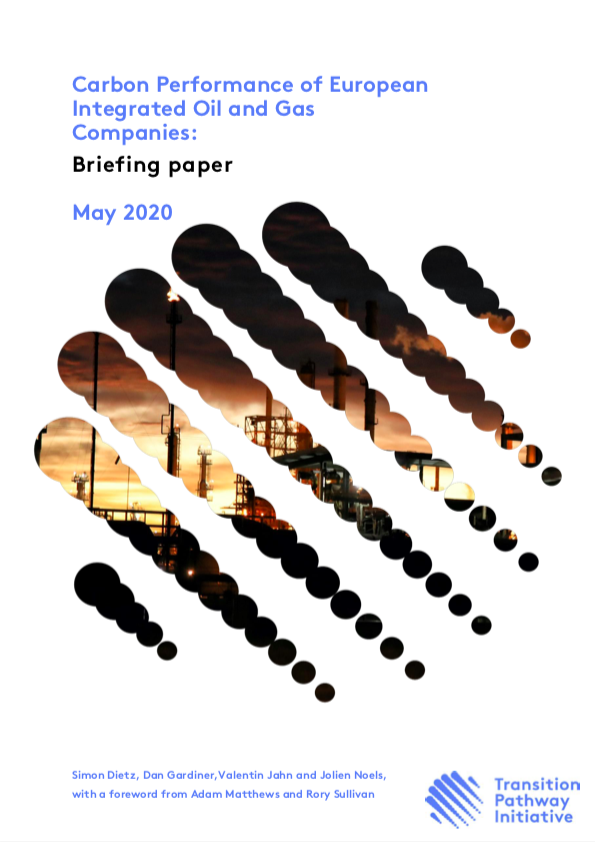 Carbon Performance of European
Integrated Oil and Gas
Companies:
Briefing paper
May 2020
Simon Dietz, Dan Gardiner,Valentin Jahn and Jolien Noels,
with a foreword from Adam Matthews and Rory Sullivan
Transition
Pathway
Initiative